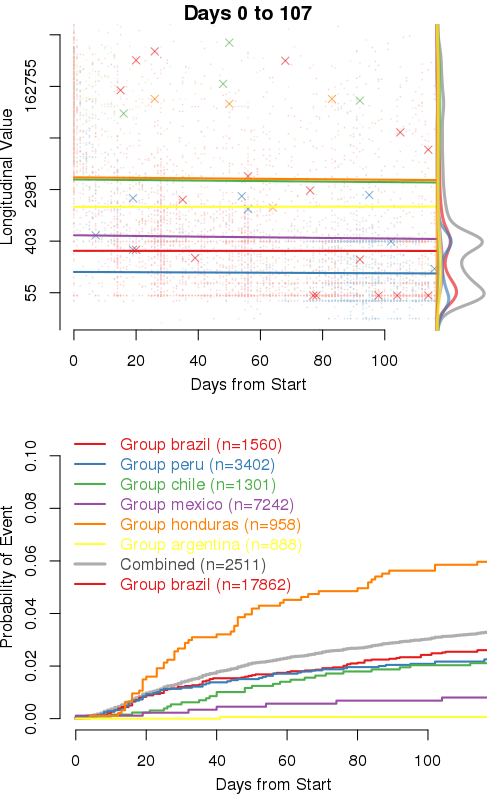 Days 0 to 107
Longitudinal Value
162755
2981
403
55
0 20 40 60 80 100
Days from Start
Probability of Event
0.10
0.08
0.06
0.04
0.02
0.00
Group brazil (n=1560)
Group peru (n=3402)
Group chile (n=1301)
Group mexico (n=7242)
Group honduras (n=958)
Group argentina (n=888)
Combined (n=2511)
Group brazil (n=17862)
0 20 40 60 80 100
Days from Start